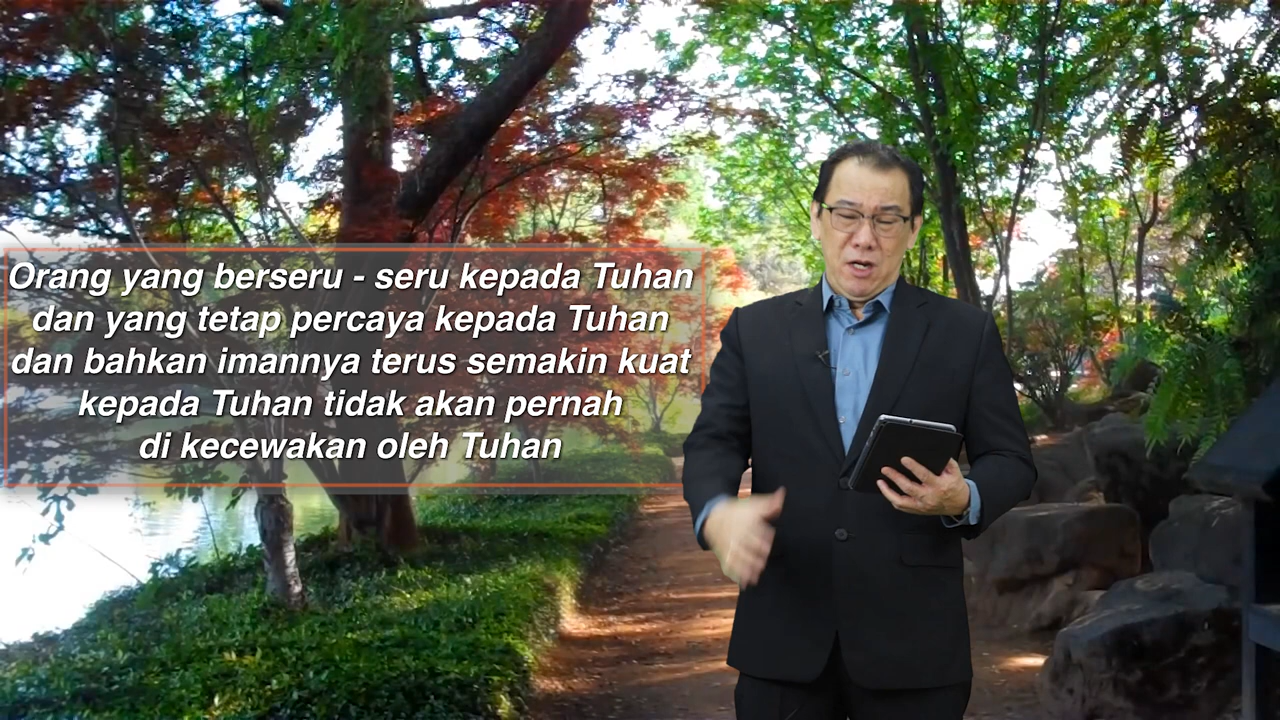 Orang yang berseru - seru kepada Tuhan
dan yang tetap percaya kepada Tuhan
dan bahkan imannya terus semakin kuat
kepada Tuhan tidak akan pernah
di kecewakan oleh Tuhan